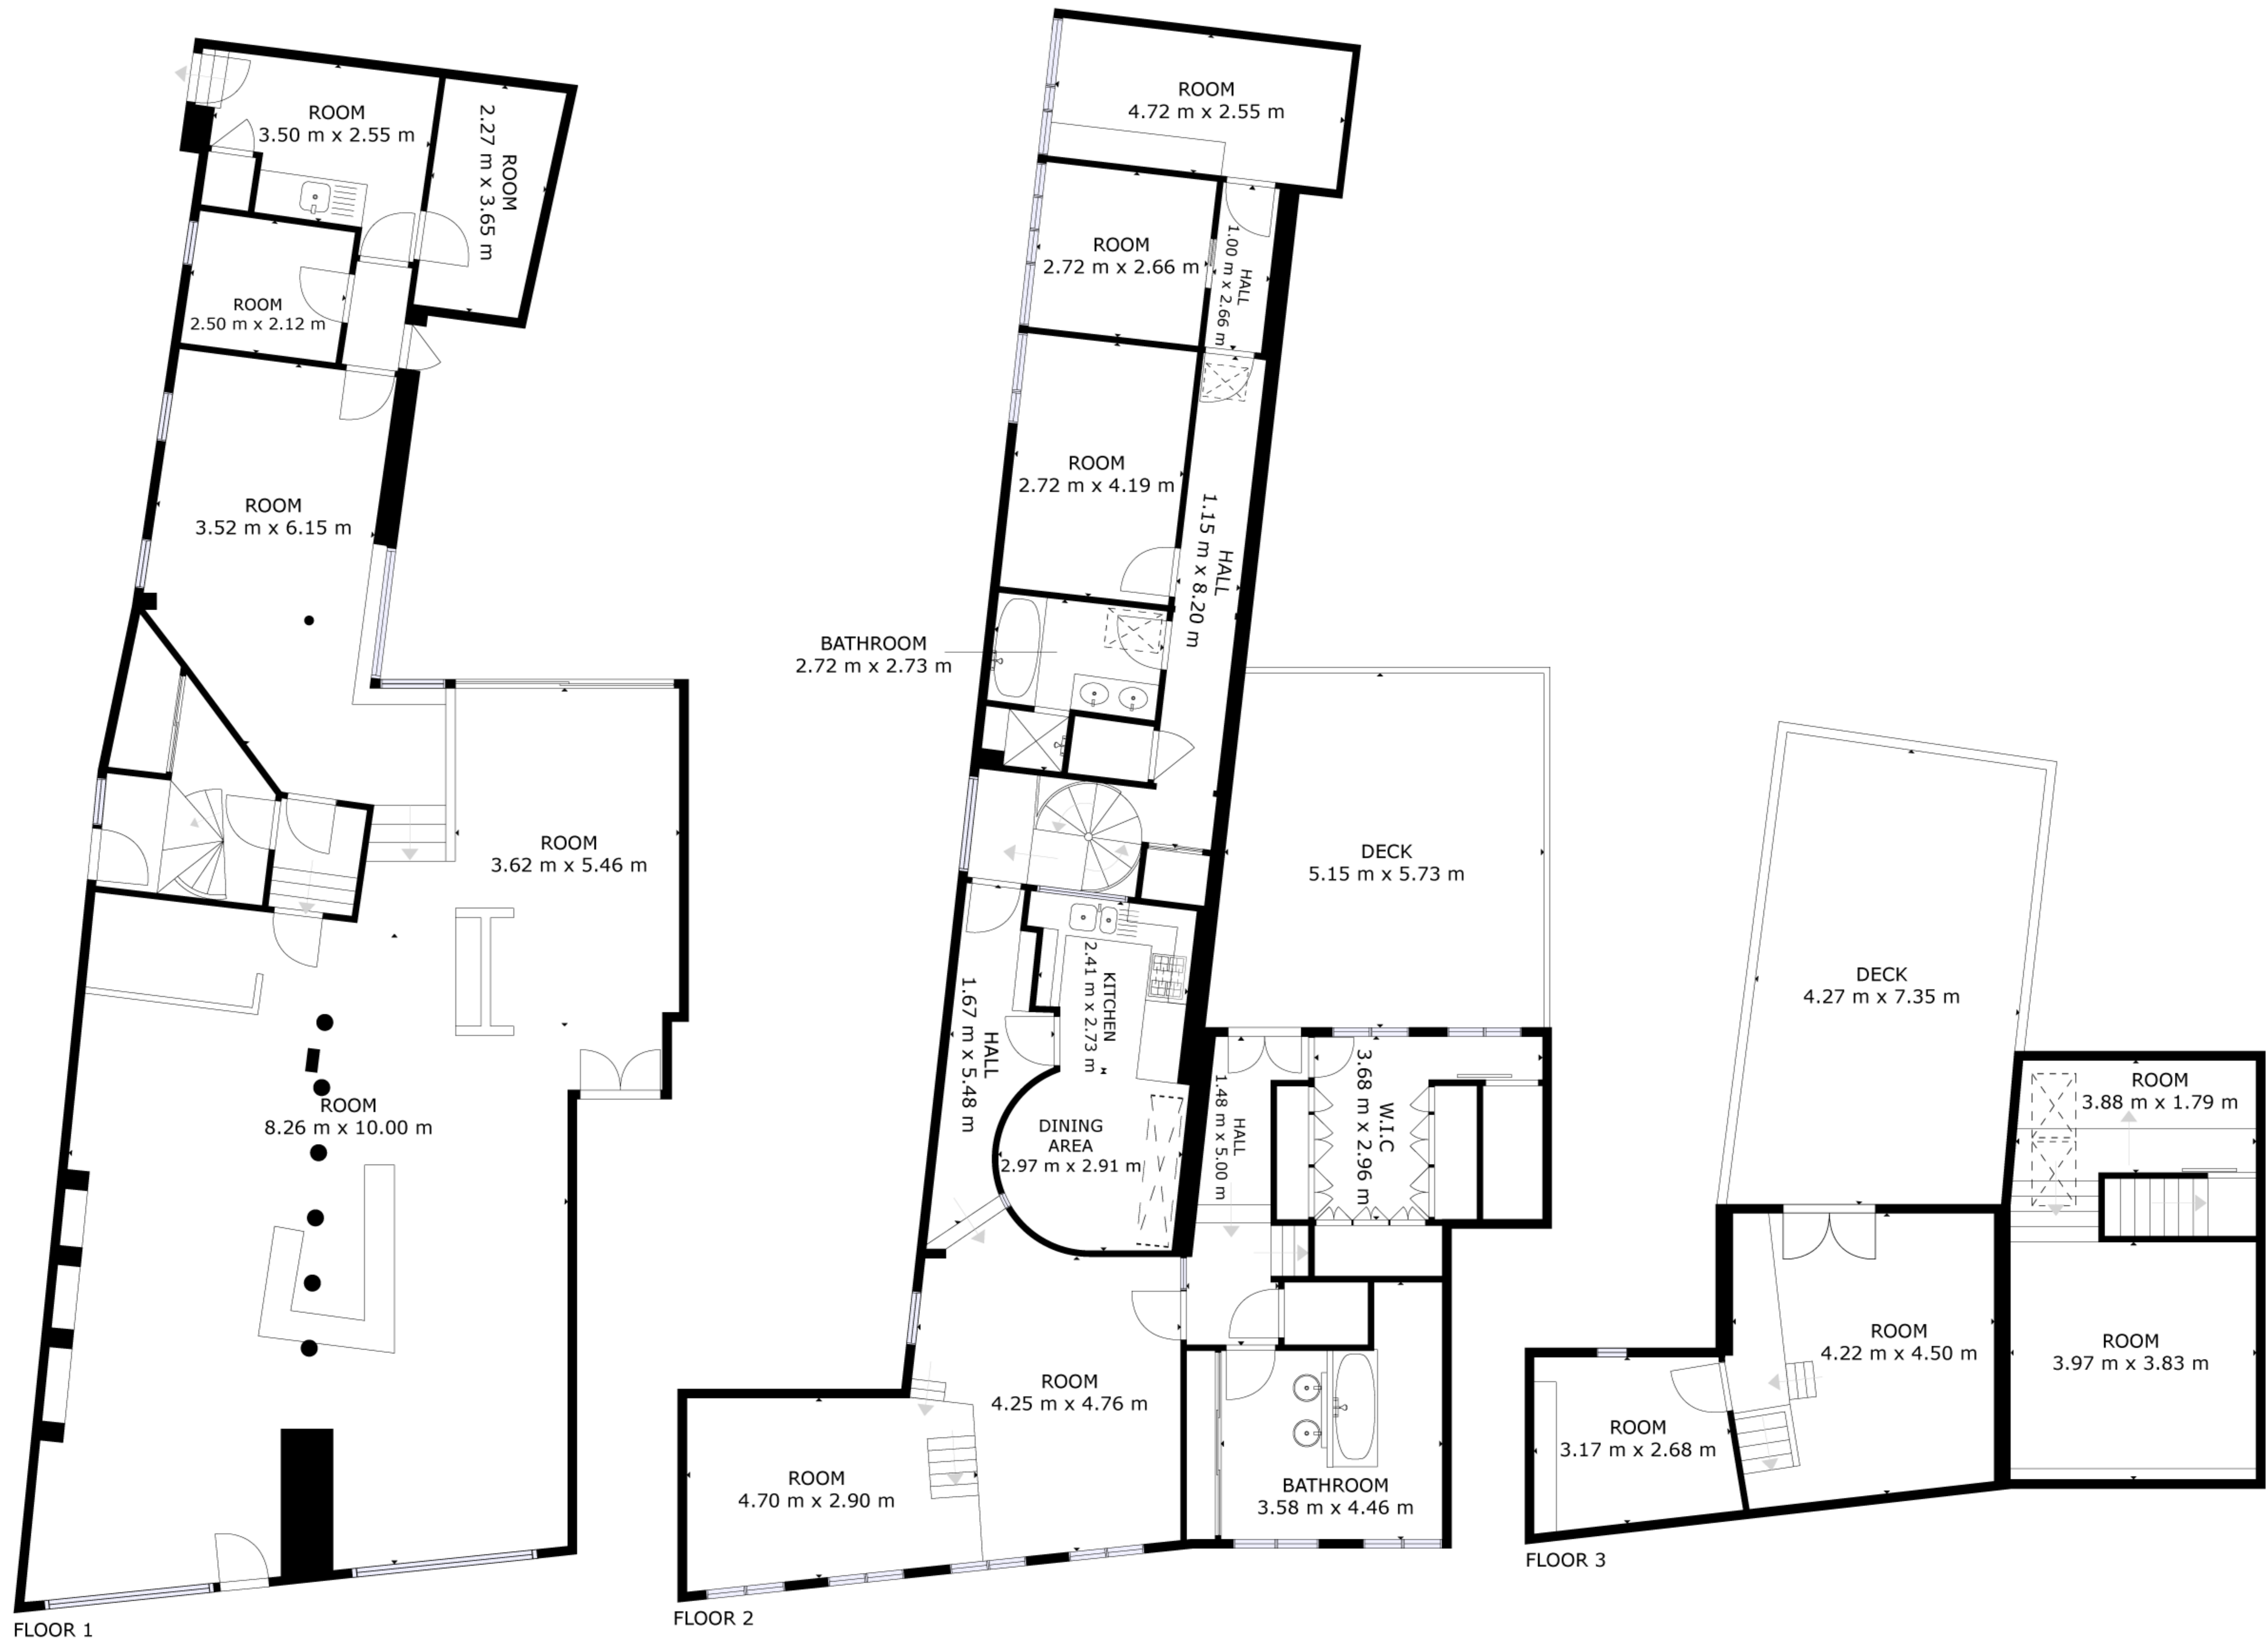 ROOM
3.50 m x 2.55 m
ROOM
2.27 m x 3.65 m
ROOM
2.50 m x 2.12 m
ROOM
3.52 m x 6.15 m
ROOM
3.62 m x 5.46 m
ROOM
8.26 m x 10.00 m
FLOOR 1
ROOM
4.72 m x 2.55 m
ROOM
2.72 m x 2.66 m
HALL
1.00 m x 2.66 m
ROOM
2.72 m x 4.19 m
HALL
1.15 m x 8.20 m
BATHROOM
2.72 m x 2.73 m
DECK
5.15 m x 5.73 m
KITCHEN
2.41 m x 2.73 m
HALL
1.67 m x 5.48 m
DINING
AREA
2.97 m x 2.91 m
HALL
1.48 m x 5.00 m
W.I.C
3.68 m x 2.96 m
ROOM
4.25 m x 4.76 m
ROOM
4.70 m x 2.90 m
BATHROOM
3.58 m x 4.46 m
FLOOR 2
DECK
4.27 m x 7.35 m
ROOM
3.88 m x 1.79 m
ROOM
4.22 m x 4.50 m
ROOM
3.97 m x 3.83 m
ROOM
3.17 m x 2.68 m
FLOOR 3